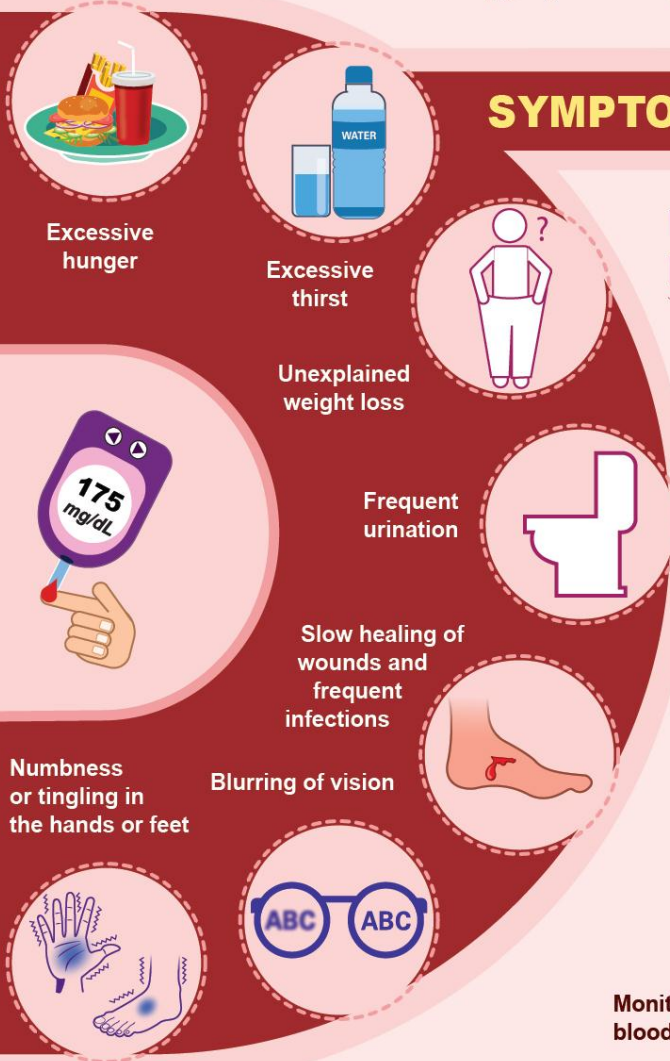 WATER
SYMPTO
Excessive
hunger
Excessive
thirst
?
Unexplained
weight loss
175
mg/dL
Frequent
urination
Slow healing of
wounds and
frequent
infections
Numbness
or tingling in
the hands or feet
Blurring of vision
ABC ABC
Monit
blood